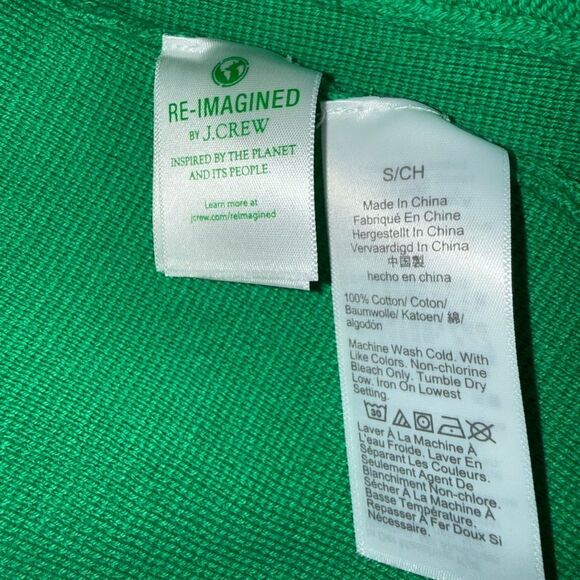 RE-IMAGINED
BY J.CREW
INSPIRED BY THE PLANET
AND ITS PEOPLE.
Learn more at
jcrew.com/reimagined
S/CH
Made In China
Fabriqué En Chine
Hergestellt In China
Vervaardigd In China
中国製
hecho en china
100% Cotton/ Coton/
Baumwolle/ Katoen/ 綿/
algodón
Machine Wash Cold. With
Like Colors. Non-chlorine
Bleach Only. Tumble Dry
Low. Iron On Lowest
Setting.
30
Laver À La Machine À
L'eau Froide. Laver En
Séparant Les Couleurs.
Seulement Agent De
Blanchiment Non-chlore.
Sécher À La Machine À
Basse Température.
Repasser À Fer Doux Si
Nécessaire.